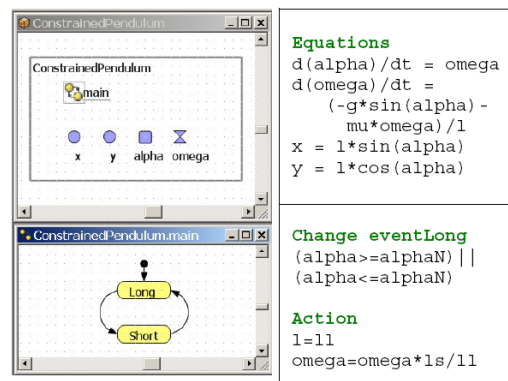 ConstrainedPendulum
ConstrainedPendulum
main
x y alpha omega
ConstrainedPendulum.main
Long
Short
Equations
d(alpha)/dt = omega
d(omega)/dt =
(-g*sin(alpha)-
mu*omega)/l
x = l*sin(alpha)
y = l*cos(alpha)
Change eventLong
(alpha>=alphaN)||
(alpha<=alphaN)
Action
l=ll
omega=omega*ls/ll